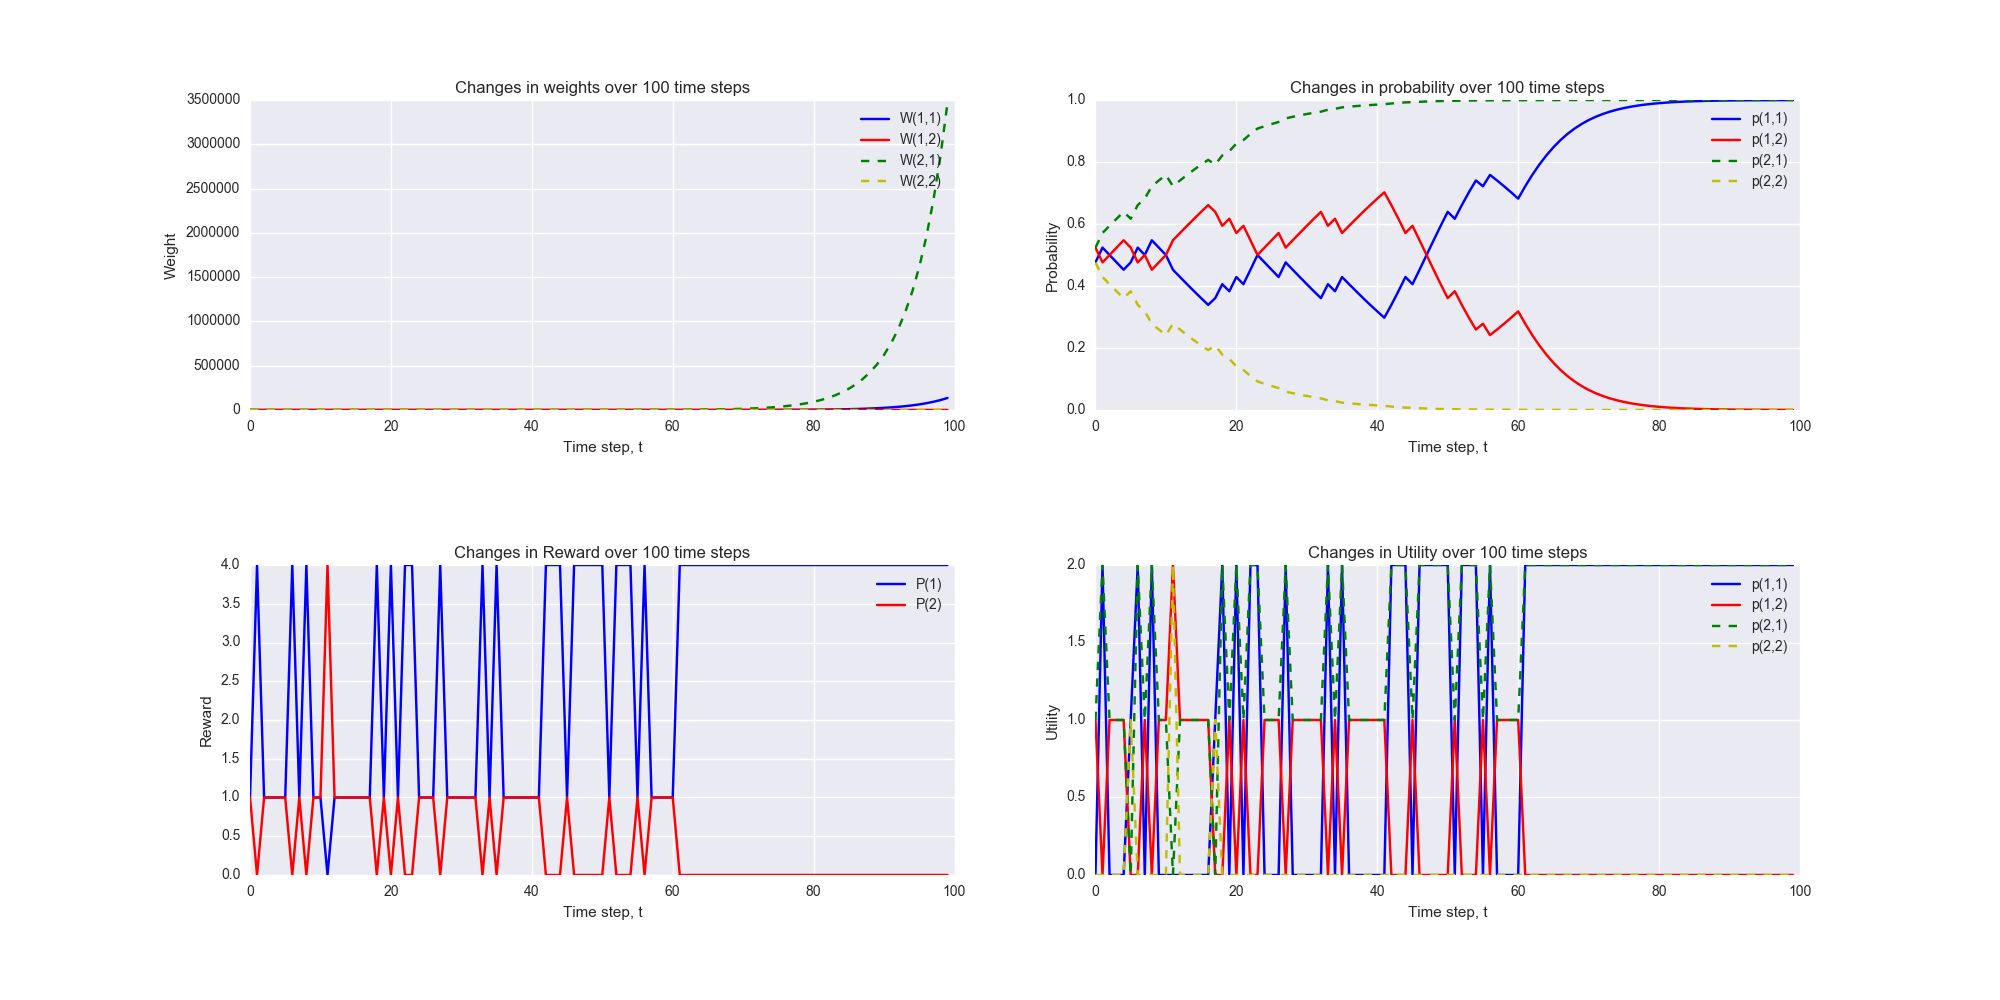 Changes in weights over 100 time steps
3500000
3000000
2500000
2000000
1500000
1000000
500000
0
Weight
W(1,1)
W(1,2)
W(2,1)
W(2,2)
0 20 40 60 80 100
Time step, t
Changes in probability over 100 time steps
1.0
0.8
0.6
0.4
0.2
0.0
Probability
p(1,1)
p(1,2)
p(2,1)
p(2,2)
0 20 40 60 80 100
Time step, t
Changes in Reward over 100 time steps
4.0
3.5
3.0
2.5
2.0
1.5
1.0
0.5
0.0
Reward
P(1)
P(2)
0 20 40 60 80 100
Time step, t
Changes in Utility over 100 time steps
2.0
1.5
1.0
0.5
0.0
Utility
p(1,1)
p(1,2)
p(2,1)
p(2,2)
0 20 40 60 80 100
Time step, t